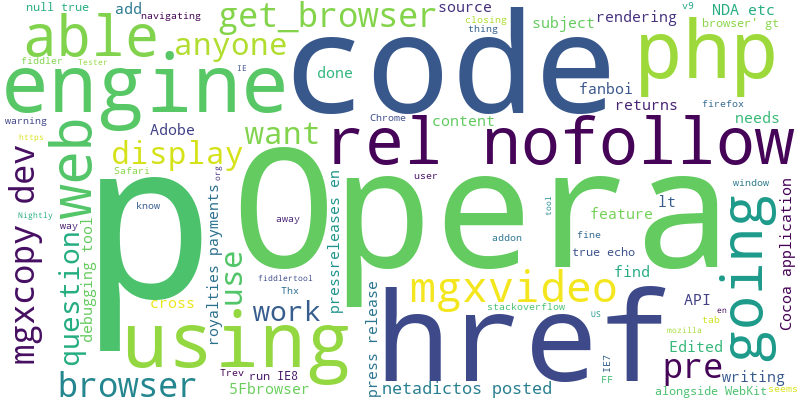 null true
add
navigating
get_browser
source
closing
thing
subject
rendering
v9
NDA etc
browser' gt
able
anyone
code
php
fiddler
Tester
IE
engine
done
fanboi
returns
firefox
warning
https
Adobe
Chrome
content
needs
web
want
rel nofollow
display
Safari
org
user
mgxcopy dev
p
Opera
Nightly
know
away
way
tool
lt
window
feature
addon
true echo
fine
question
debugging tool
royalties payments
use
pressreleases en
find
going
Cocoa application
fiddlertool
Thx
mgxvideo
cross
work
stackoverflow
us
API
en
tab
mozilla
using
href
press release
Edited
IE7
FF
pre
writing
Trev
run IE8
browser
5Fbrowser
netadictos posted
alongside WebKit
seems